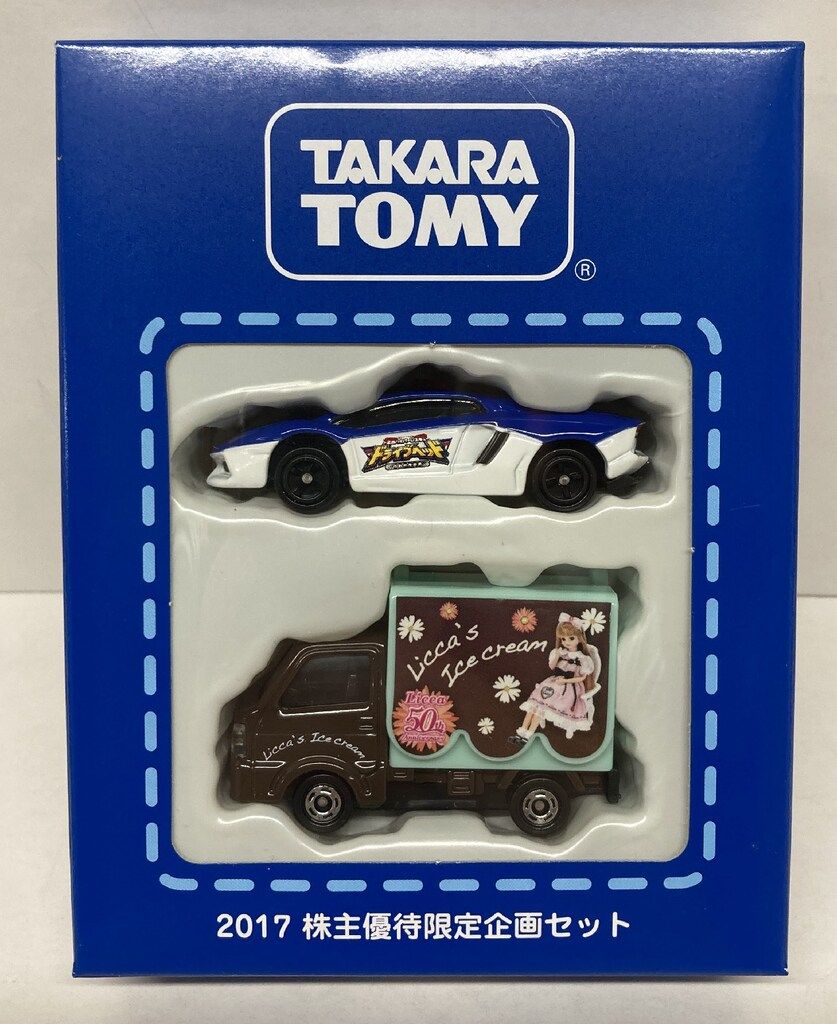 TAKARA
TOMY
®
ドライブヘッド
Licca's
Ice cream
Licca
50th
Anniversary
Licca's Ice cream
2017 株主優待限定企画セット